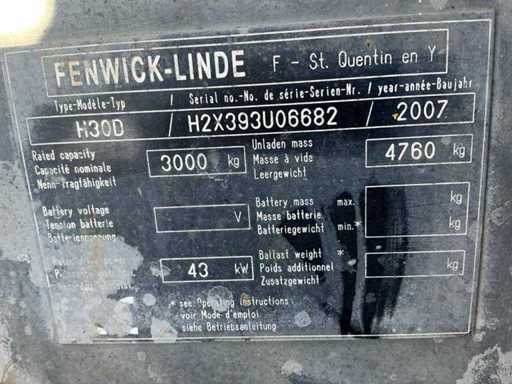 FENWICK-LINDE F - St. Quentin en Y
Type-Modèle-Typ / Serial no.-No. de série-Serien-Nr. / year-année-Baujahr
H30D / H2X393U06682 / 2007
Rated capacity
Capacité nominale
Nenn-Tragfähigkeit
3000 kg
Unladen mass
Masse à vide
Leergewicht
4760 kg
Battery voltage
Tension batterie
Batteriespannung
V
Battery mass max.
Masse batterie
Batteriegewicht min.*
kg
kg
43 kW
Ballast weight *
Poids additionnel
Zusatzgewicht
kg
* see Operating instructions
voir Mode d'emploi
siehe Betriebsanleitung